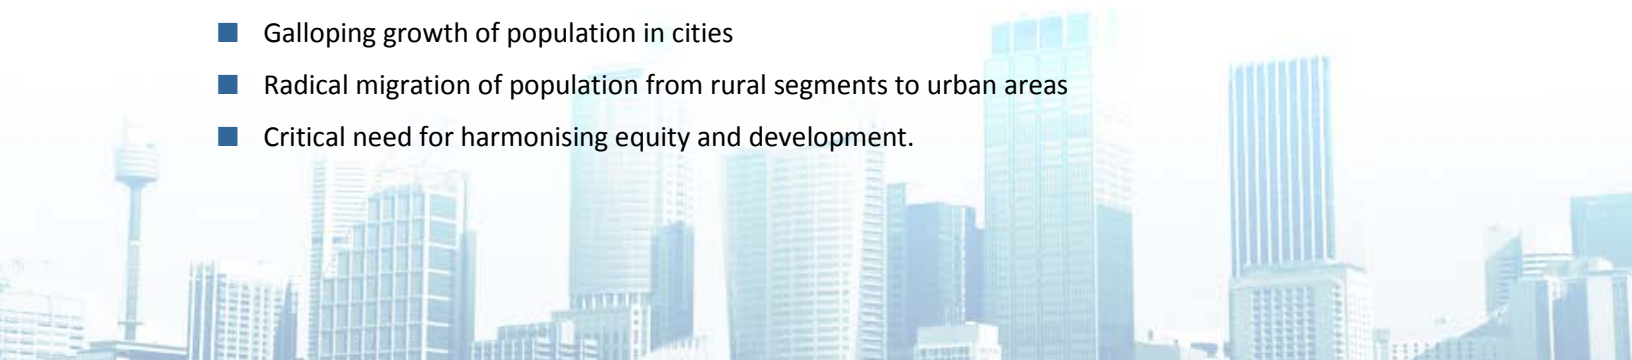 Galloping growth of population in cities
Radical migration of population from rural segments to urban areas
Critical need for harmonising equity and development.